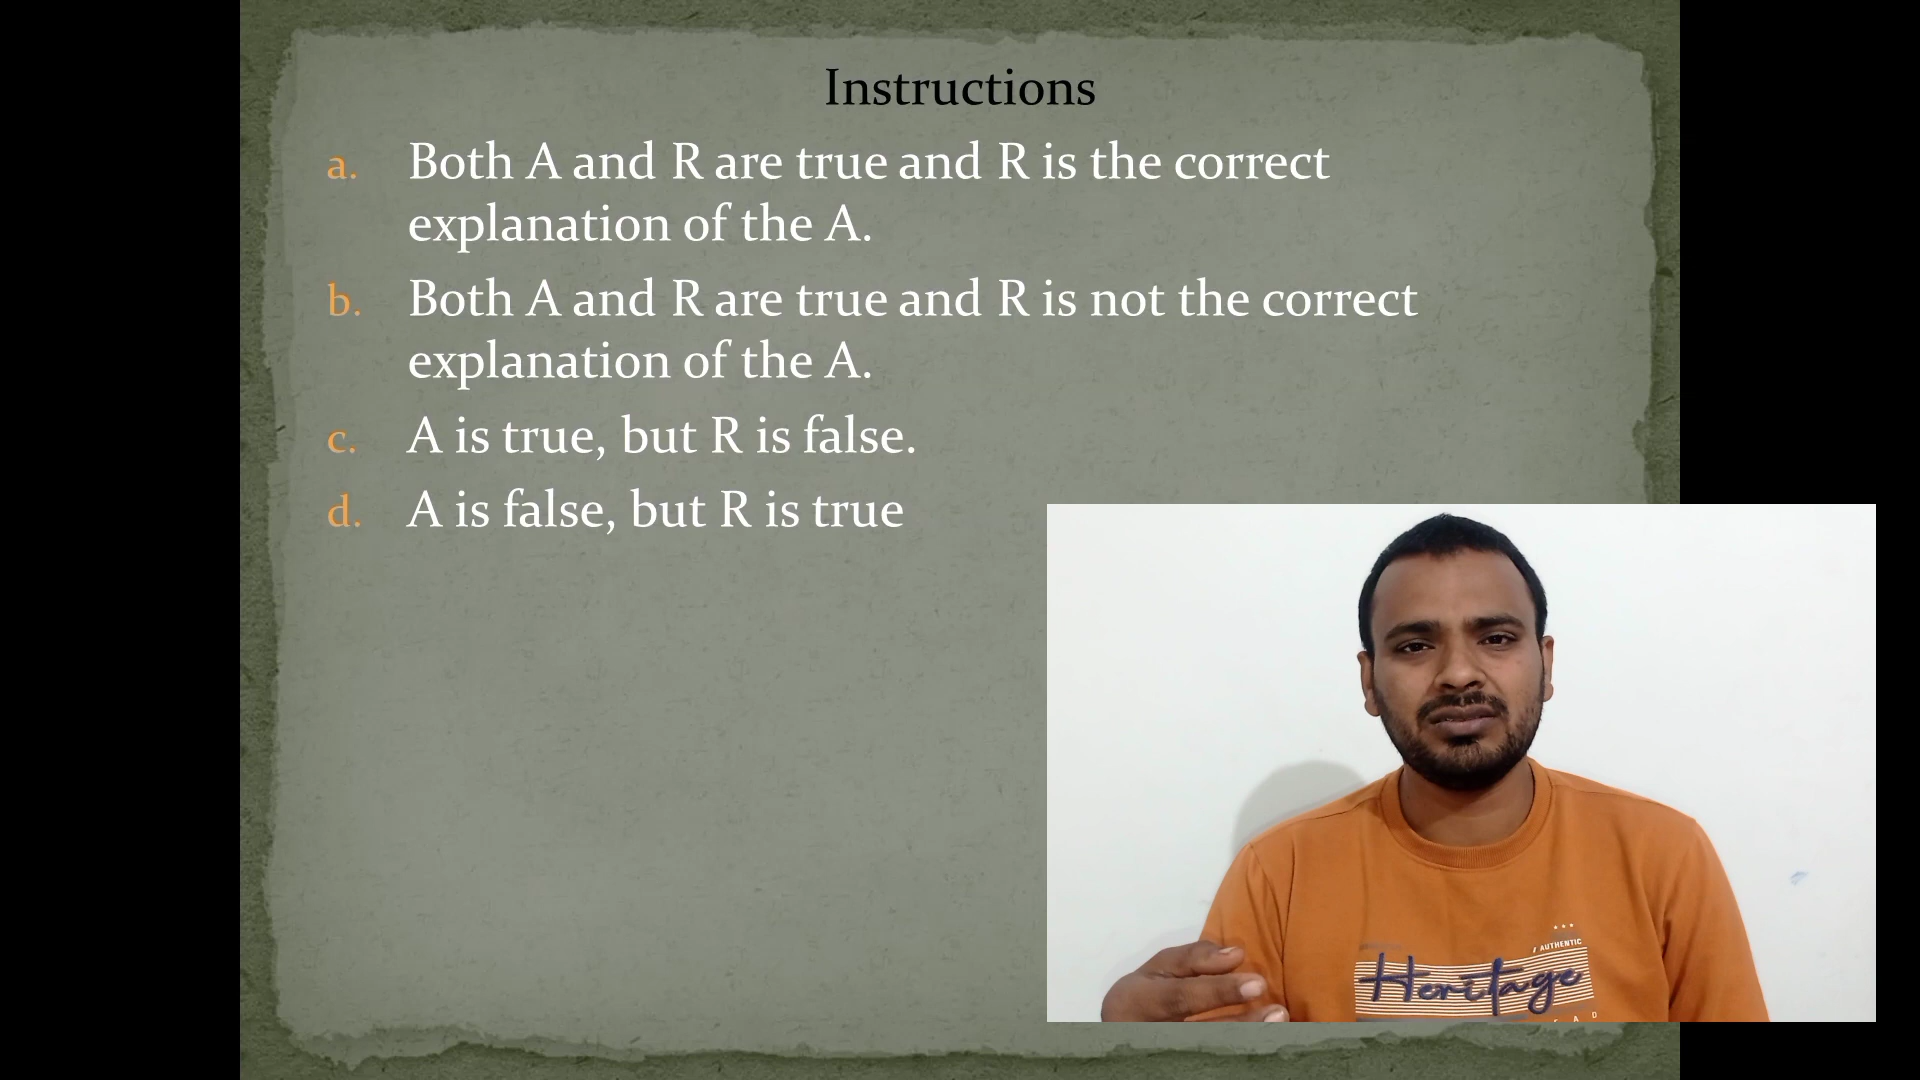 Instructions
a. Both A and R are true and R is the correct
explanation of the A.
b. Both A and R are true and R is not the correct
explanation of the A.
c. A is true, but R is false.
d. A is false, but R is true
AUTHENTIC
Heritage